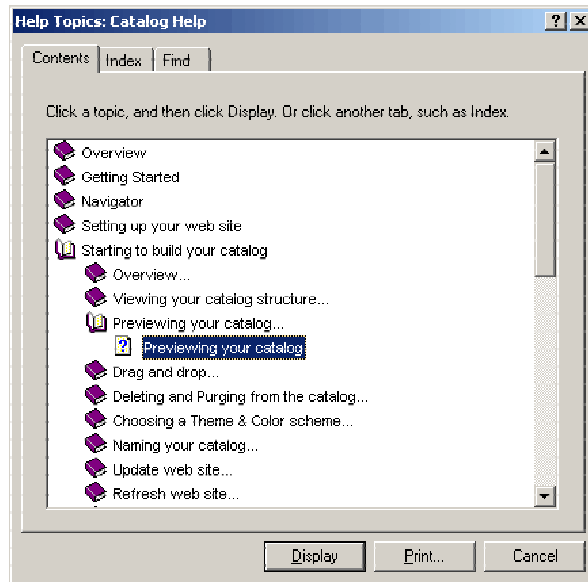 Help Topics: Catalog Help
Contents Index Find
Click a topic, and then click Display. Or click another tab, such as Index.
Overview
Getting Started
Navigator
Setting up your web site
Starting to build your catalog
Overview...
Viewing your catalog structure...
Previewing your catalog...
Previewing your catalog
Drag and drop...
Deleting and Purging from the catalog...
Choosing a Theme & Color scheme...
Naming your catalog...
Update web site...
Refresh web site...
Display Print... Cancel